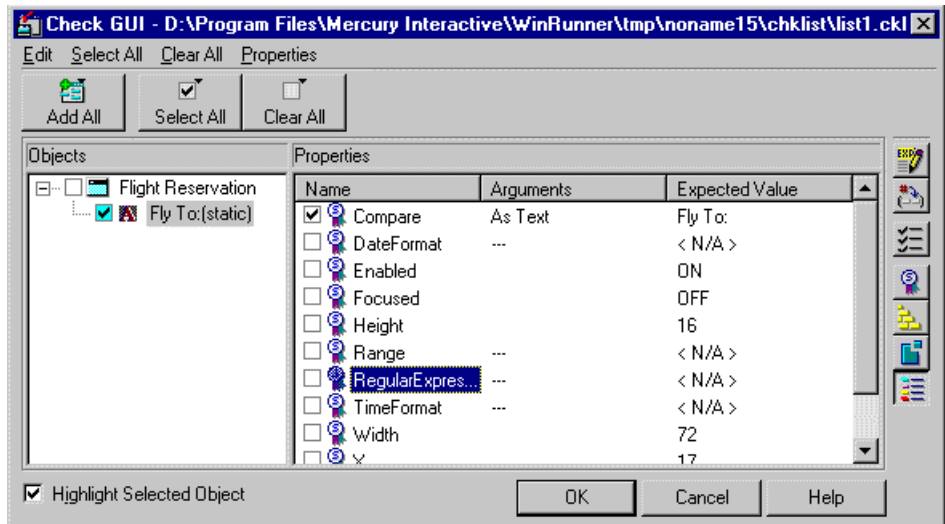 Check GUI - D:\Program Files\Mercury Interactive\WinRunner\tmp\noname15\chklist\list1.ckl
Edit Select All Clear All Properties
Add All Select All Clear All
Objects Properties
Name Arguments Expected Value
Flight Reservation
Fly To:(static)
Compare As Text Fly To:
DateFormat --- < N/A >
Enabled ON
Focused OFF
Height 16
Range --- < N/A >
RegularExpres... --- < N/A >
TimeFormat --- < N/A >
Width 72
X 17
Highlight Selected Object OK Cancel Help